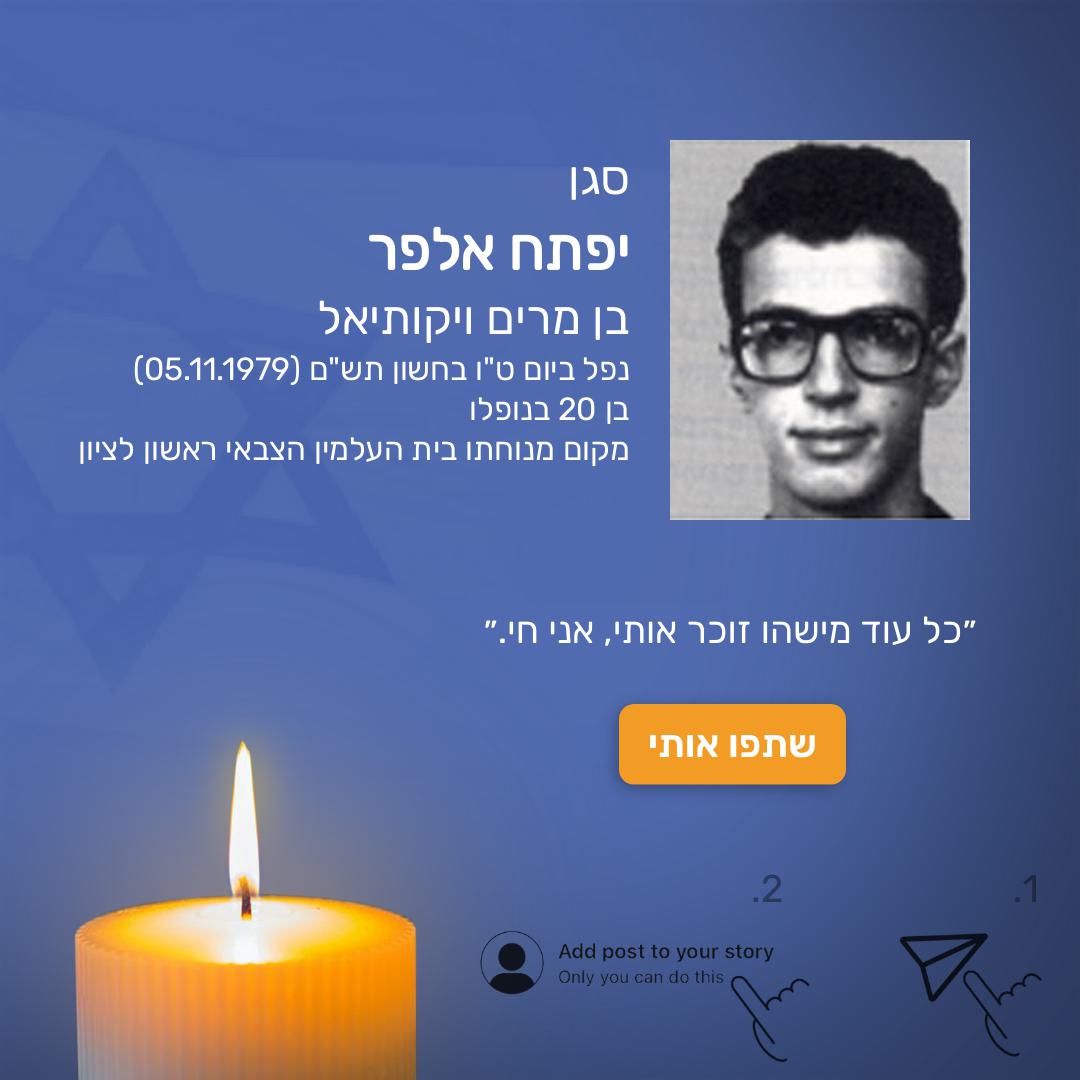 סגן
יפתח אלפר
בן מרים ויקותיאל
נפל ביום ט"ו בחשון תש"ם (05.11.1979)
בן 20 בנופלו
מקום מנוחתו בית העלמין הצבאי ראשון לציון
״כל עוד מישהו זוכר אותי, אני חי.״
שתפו אותי
1.
2.
Add post to your story
Only you can do this